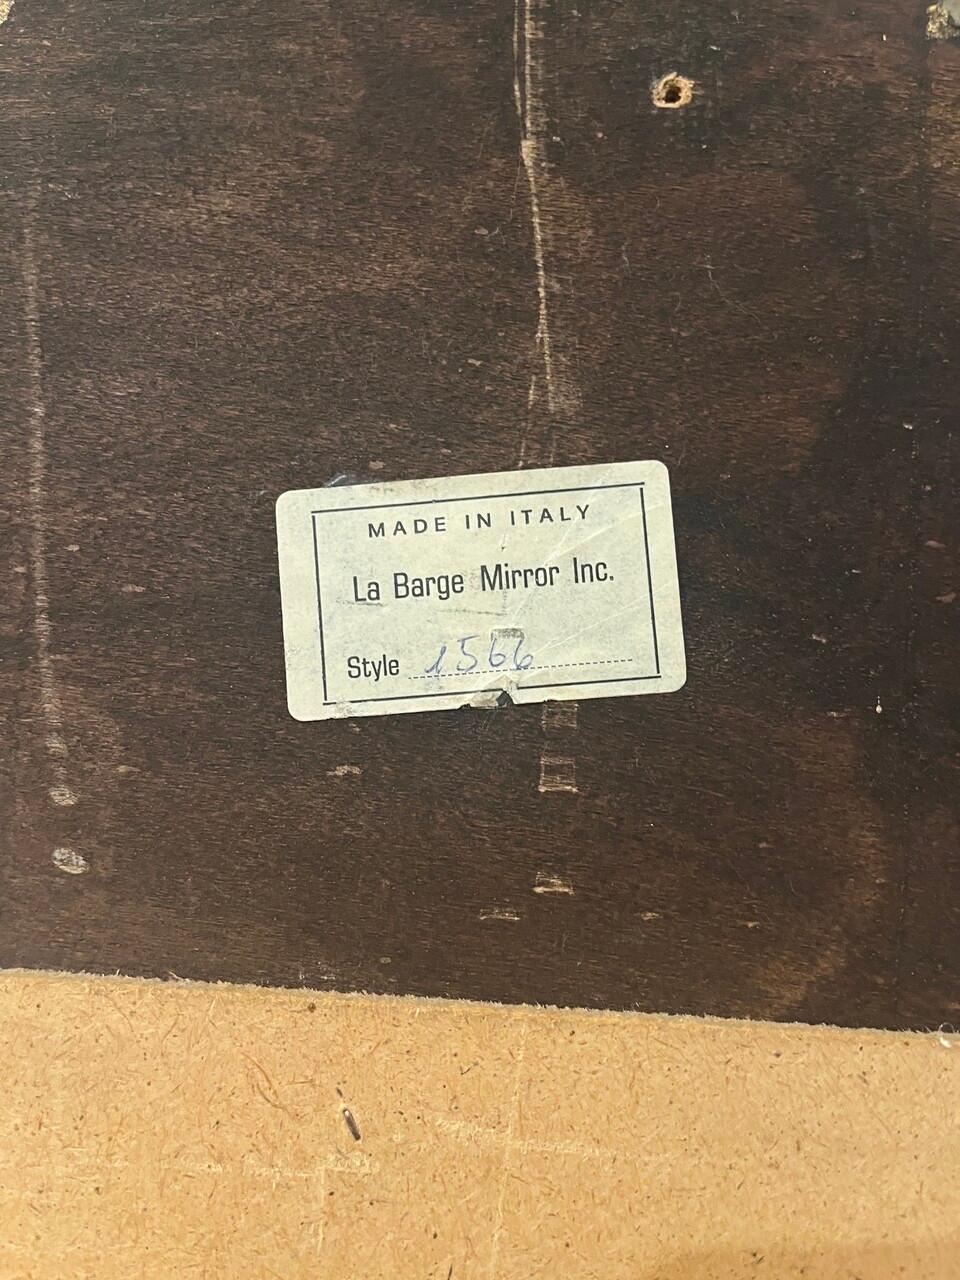 MADE IN ITALY
La Barge Mirror Inc.
Style 1566